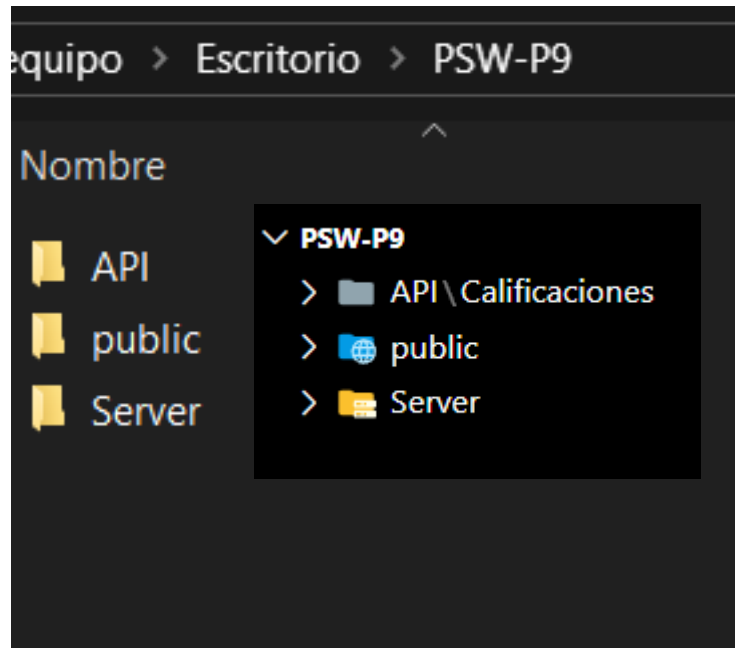 equipo > Escritorio > PSW-P9
Nombre
API
public
Server
PSW-P9
API\Calificaciones
public
Server